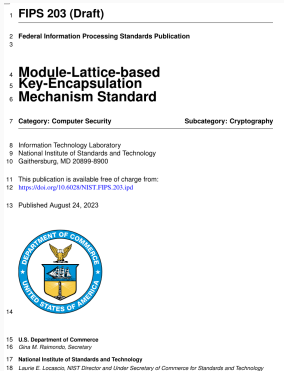 1 FIPS 203 (Draft)
2 Federal Information Processing Standards Publication
3
4 Module-Lattice-based
5 Key-Encapsulation
6 Mechanism Standard
7 Category: Computer Security Subcategory: Cryptography
8 Information Technology Laboratory
9 National Institute of Standards and Technology
10 Gaithersburg, MD 20899-8900
11 This publication is available free of charge from:
12 https://doi.org/10.6028/NIST.FIPS.203.ipd
13 Published August 24, 2023
DEPARTMENT OF COMMERCE
UNITED STATES OF AMERICA
14
15 U.S. Department of Commerce
16 Gina M. Raimondo, Secretary
17 National Institute of Standards and Technology
18 Laurie E. Locascio, NIST Director and Under Secretary of Commerce for Standards and Technology